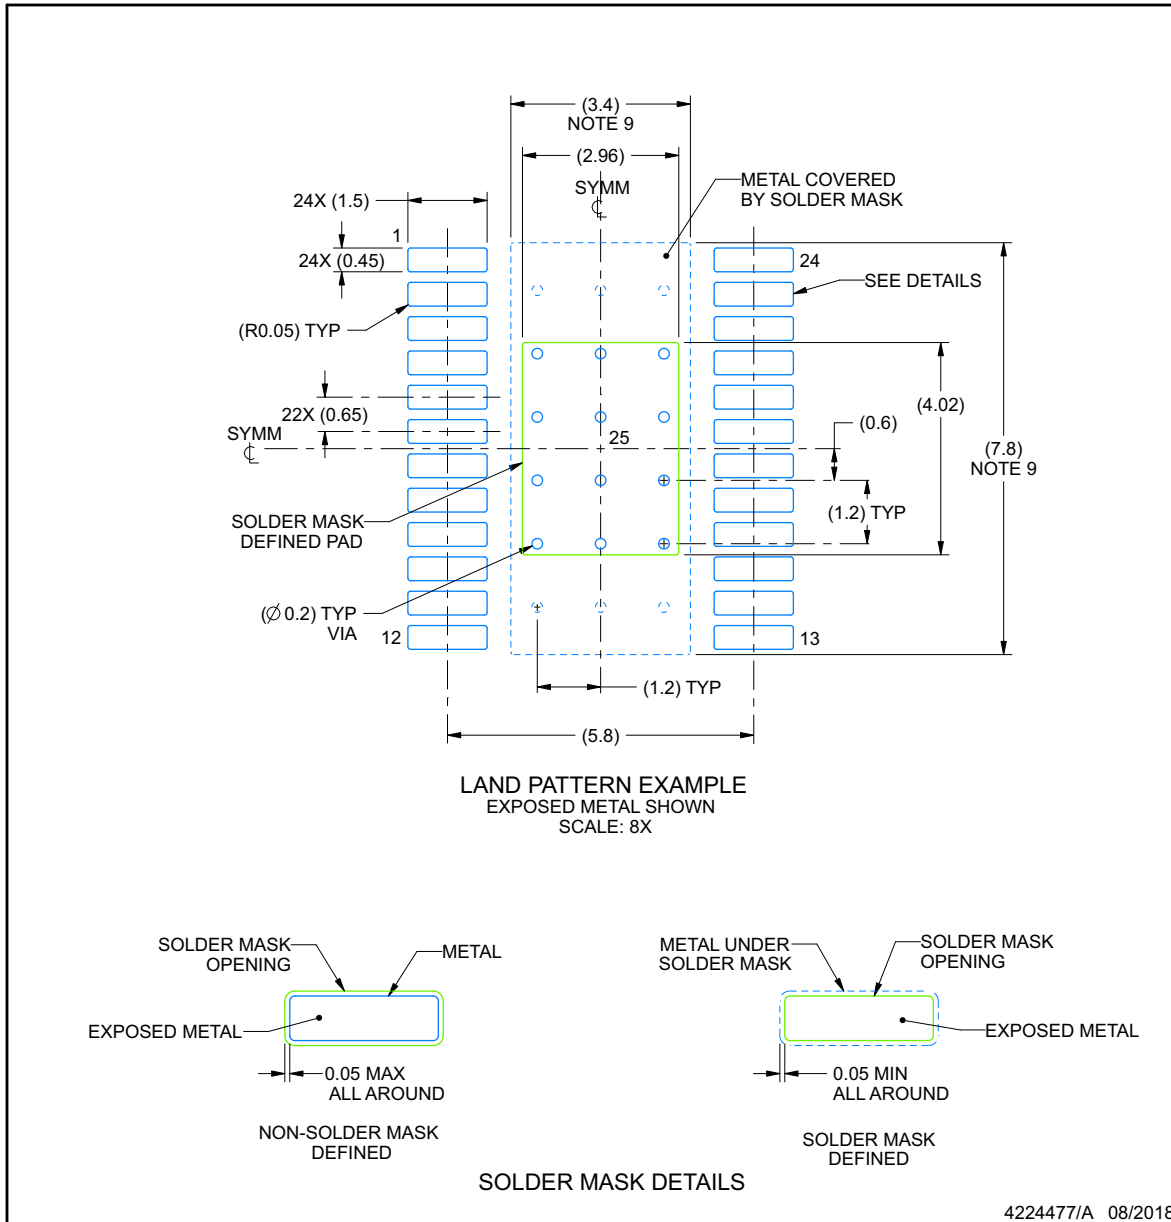 (3.4)
NOTE 9
(2.96)
SYMM
METAL COVERED
BY SOLDER MASK
24X (1.5)
1
24X (0.45)
24
SEE DETAILS
(R0.05) TYP
22X (0.65)
SYMM
25
(4.02)
(0.6)
(7.8)
NOTE 9
(1.2) TYP
SOLDER MASK
DEFINED PAD
(Ø 0.2) TYP
VIA
12
13
(1.2) TYP
(5.8)
LAND PATTERN EXAMPLE
EXPOSED METAL SHOWN
SCALE: 8X
SOLDER MASK
OPENING
METAL
EXPOSED METAL
0.05 MAX
ALL AROUND
NON-SOLDER MASK
DEFINED
METAL UNDER
SOLDER MASK
SOLDER MASK
OPENING
EXPOSED METAL
0.05 MIN
ALL AROUND
SOLDER MASK
DEFINED
SOLDER MASK DETAILS
4224477/A 08/2018